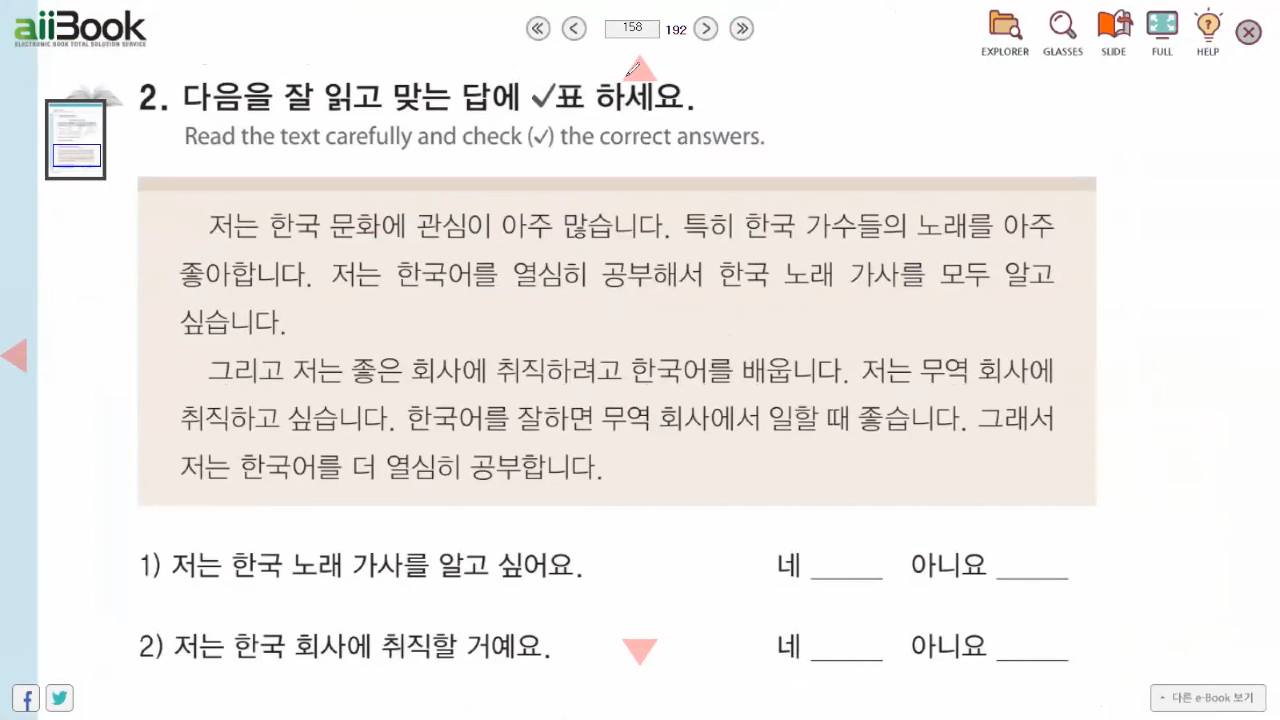 aiiBook
ELECTRONIC BOOK TOTAL SOLUTION SERVICE
158 192
EXPLORER GLASSES SLIDE FULL HELP
2. 다음을 잘 읽고 맞는 답에 ✓표 하세요.
Read the text carefully and check (✓) the correct answers.
저는 한국 문화에 관심이 아주 많습니다. 특히 한국 가수들의 노래를 아주
좋아합니다. 저는 한국어를 열심히 공부해서 한국 노래 가사를 모두 알고
싶습니다.
그리고 저는 좋은 회사에 취직하려고 한국어를 배웁니다. 저는 무역 회사에
취직하고 싶습니다. 한국어를 잘하면 무역 회사에서 일할 때 좋습니다. 그래서
저는 한국어를 더 열심히 공부합니다.
1) 저는 한국 노래 가사를 알고 싶어요. 네 _____ 아니요 _____
2) 저는 한국 회사에 취직할 거예요. 네 _____ 아니요 _____
다른 e-Book 보기